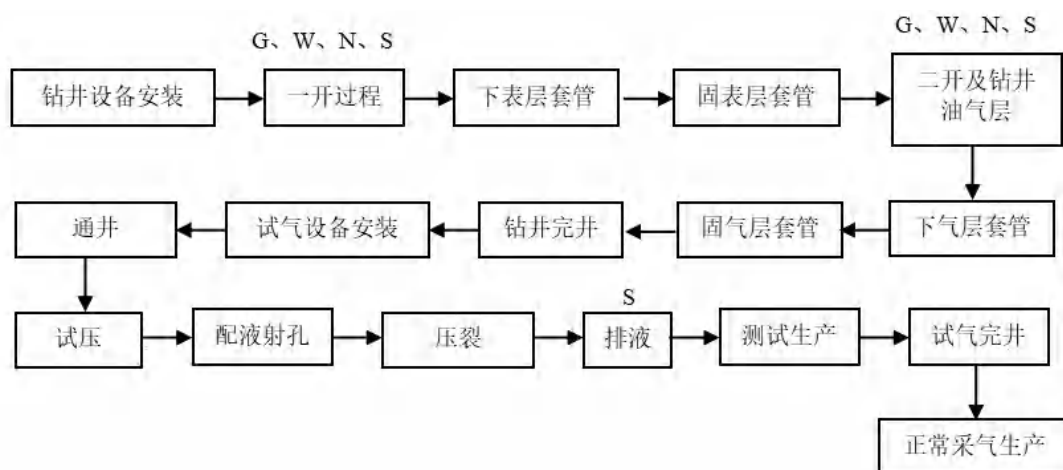 G、W、N、S
G、W、N、S
钻井设备安装
一开过程
下表层套管
固表层套管
二开及钻井
油气层
通井
试气设备安装
钻井完井
固气层套管
下气层套管
S
试压
配液射孔
压裂
排液
测试生产
试气完井
正常采气生产